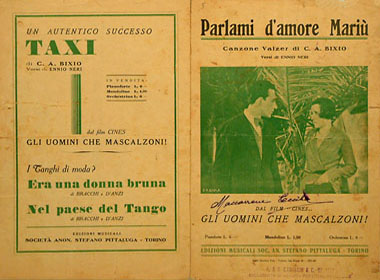 UN AUTENTICO SUCCESSO
TAXI
di C. A. BIXIO
Versi di ENNIO NERI
IN VENDITA:
Pianoforte L. 6 –
Mandolino L. 1,50
Orchestrina L. 6 –
dal film CINES
GLI UOMINI CHE MASCALZONI!
I Tanghi di moda?
Era una donna bruna
di BRACCHI e D'ANZI
Nel paese del Tango
di BRACCHI e D'ANZI
EDIZIONI MUSICALI
SOCIETÀ ANON. STEFANO PITTALUGA - TORINO
Parlami d'amore Mariù
Canzone Valzer di C. A. BIXIO
Versi di ENNIO NERI
DAL FILM CINES
GLI UOMINI CHE MASCALZONI!
Pianoforte L. 6 –
Mandolino L. 1,50
Orchestrina L. 6 –
EDIZIONI MUSICALI SOC. AN. STEFANO PITTALUGA - TORINO